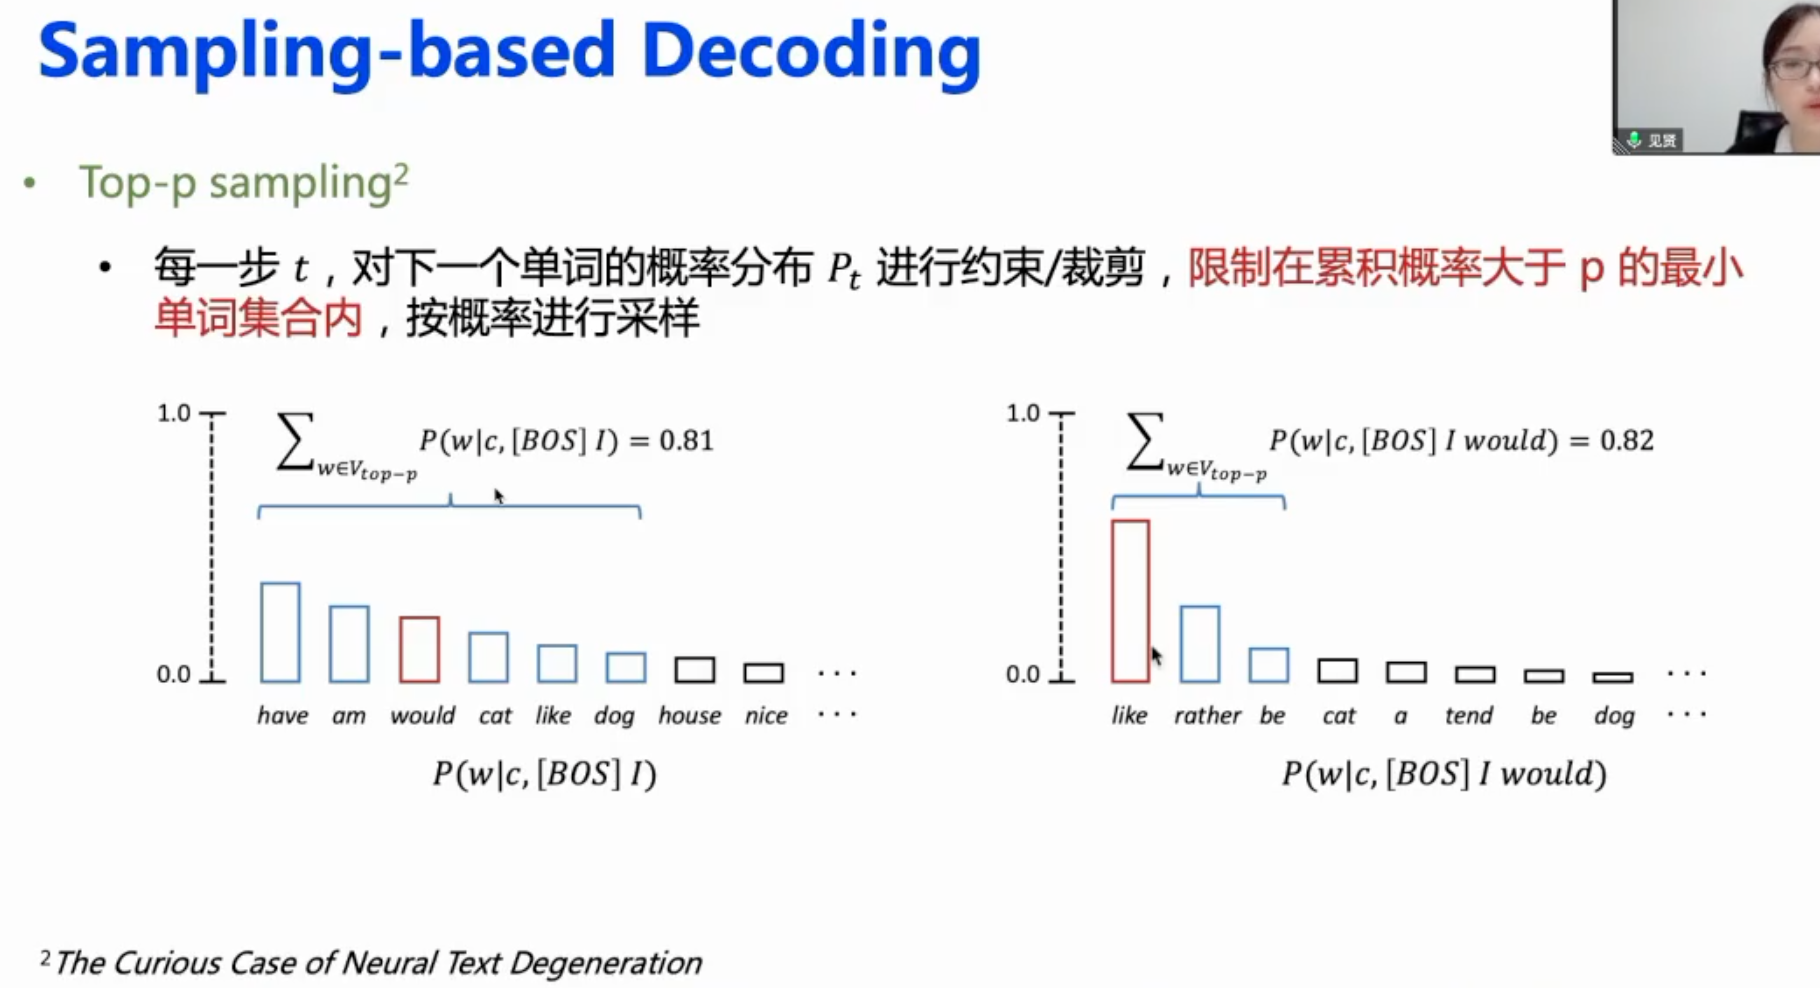 Sampling-based Decoding
见贤
• Top-p sampling²
• 每一步 t，对下一个单词的概率分布 Pₜ 进行约束/裁剪，限制在累积概率大于 p 的最小
单词集合内，按概率进行采样
1.0
∑_{w∈V_{top−p}} P(w|c, [BOS] I) = 0.81
0.0
have am would cat like dog house nice ···
P(w|c, [BOS] I)
1.0
∑_{w∈V_{top−p}} P(w|c, [BOS] I would) = 0.82
0.0
like rather be cat a tend be dog ···
P(w|c, [BOS] I would)
² The Curious Case of Neural Text Degeneration